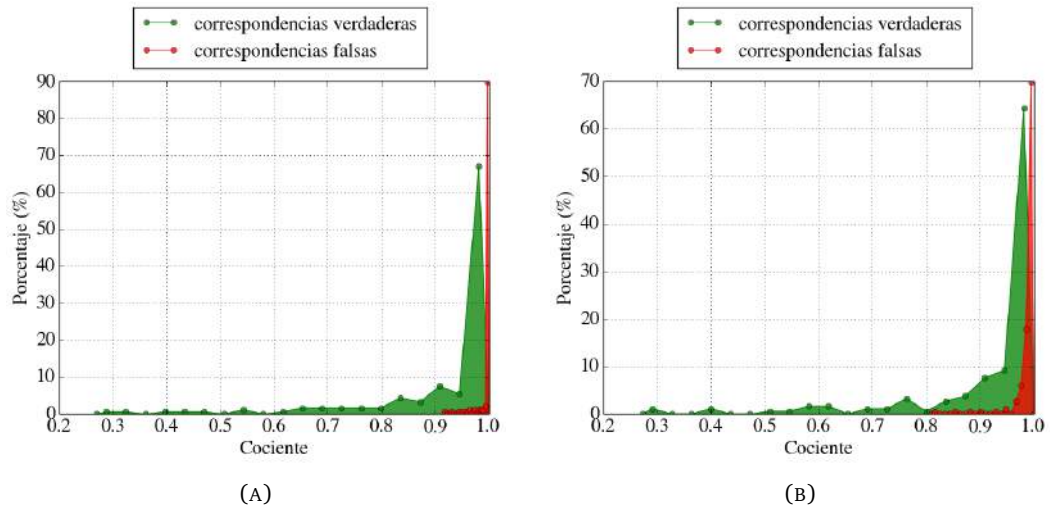 correspondencias verdaderas
correspondencias falsas
90
80
70
60
50
40
30
20
10
0
Porcentaje (%)
0.2 0.3 0.4 0.5 0.6 0.7 0.8 0.9 1.0
Cociente
(A)
correspondencias verdaderas
correspondencias falsas
70
60
50
40
30
20
10
0
Porcentaje (%)
0.2 0.3 0.4 0.5 0.6 0.7 0.8 0.9 1.0
Cociente
(B)